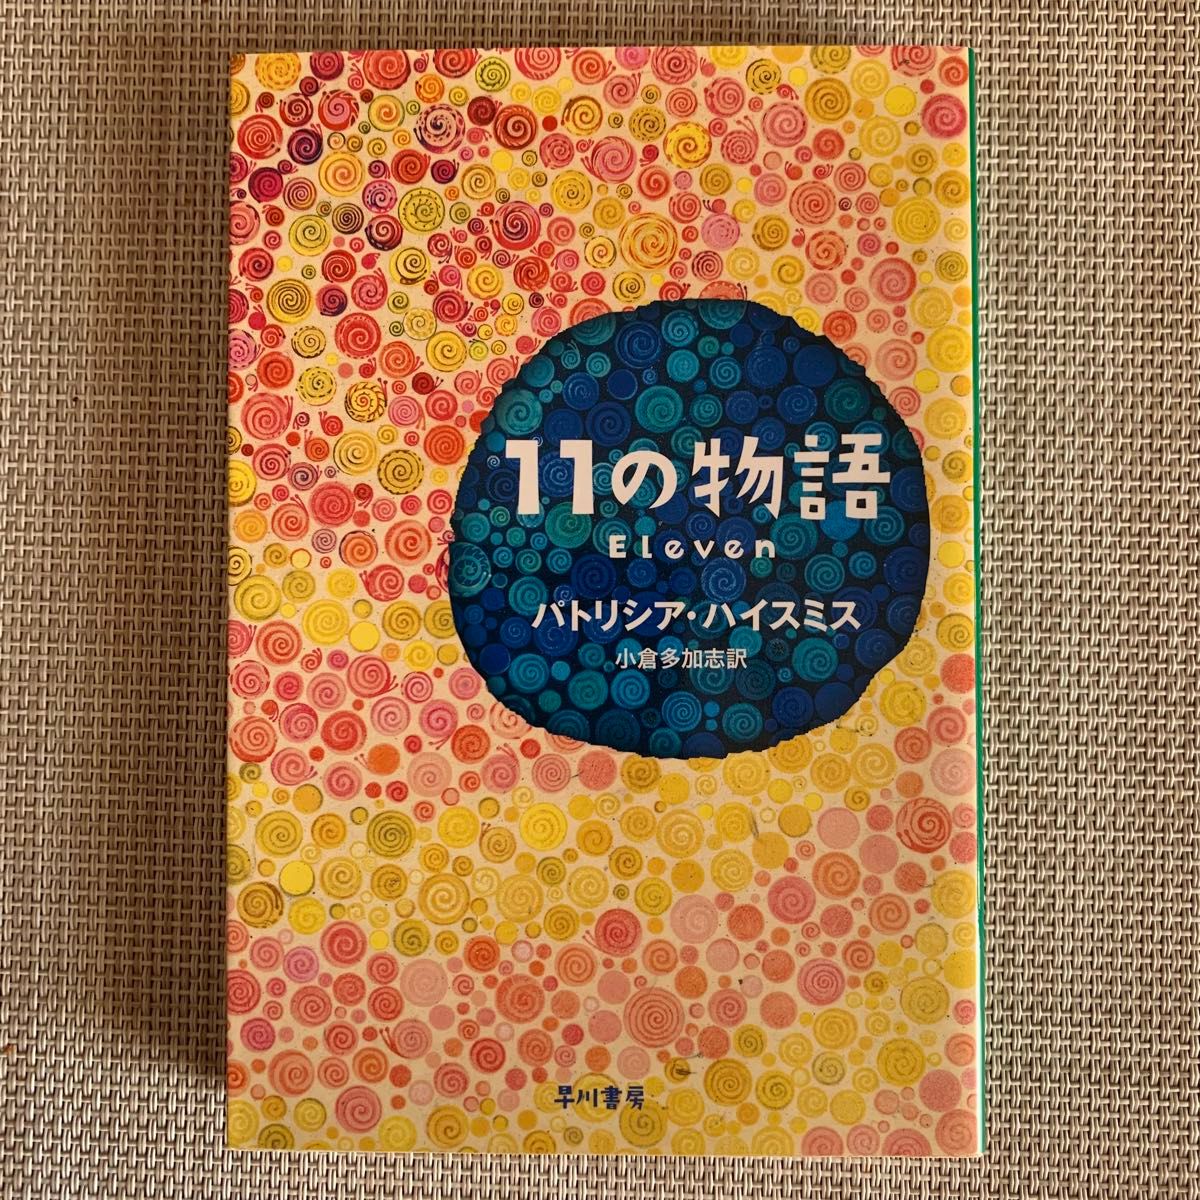 11の物語
Eleven
パトリシア・ハイスミス
小倉多加志訳
早川書房